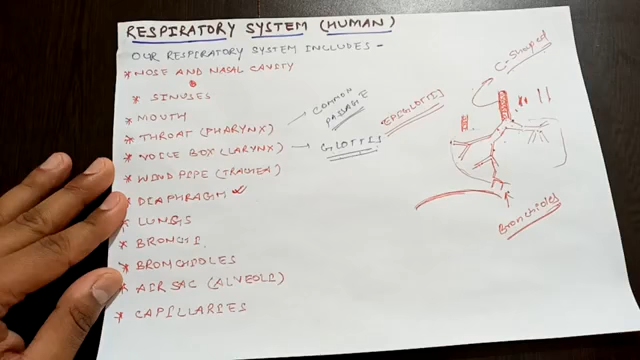 RESPIRATORY SYSTEM (HUMAN)
OUR RESPIRATORY SYSTEM INCLUDES -
* NOSE AND NASAL CAVITY
* SINUSES
* MOUTH
* THROAT (PHARYNX)
COMMON
PASSAGE
* VOICE BOX (LARYNX)
GLOTTIS
EPIGLOTTIS
* WIND PIPE (TRACHEA)
* DIAPHRAGM
* LUNGS
* BRONCHI
* BRONCHIOLES
* AIR SAC (ALVEOLI)
* CAPILLARIES
C-Shaped
Bronchioles